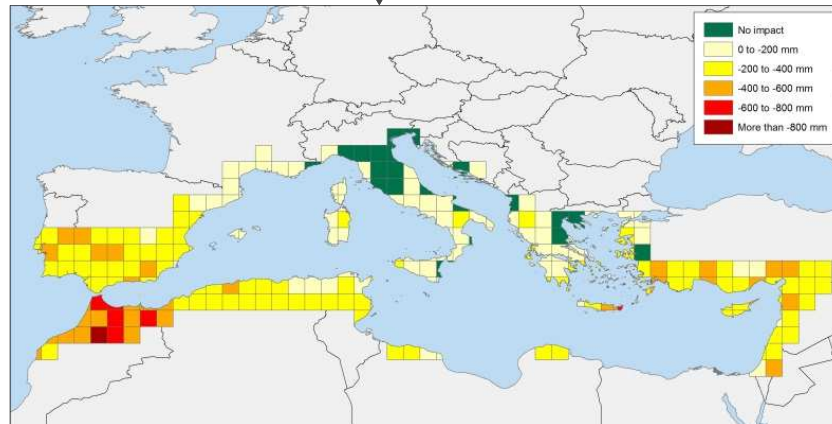 No impact
0 to -200 mm
-200 to -400 mm
-400 to -600 mm
-600 to -800 mm
More than -800 mm